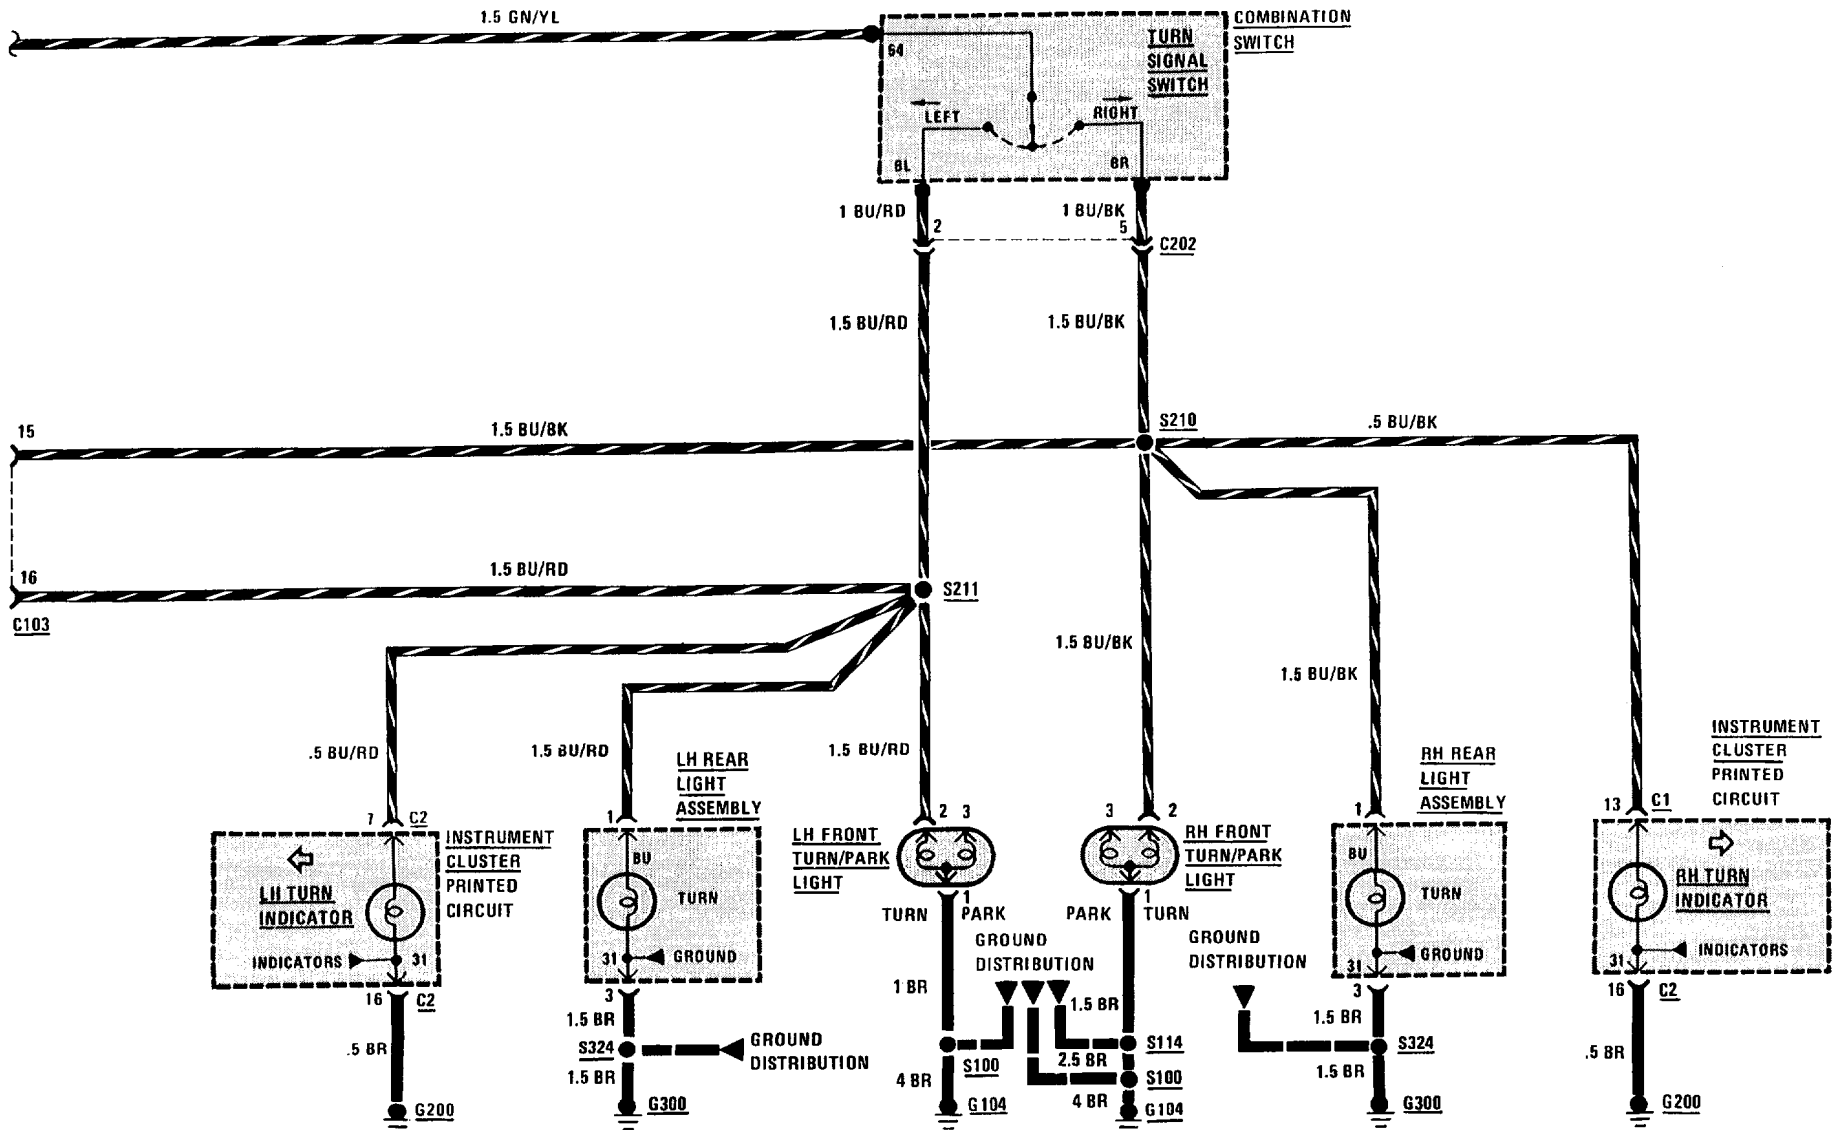 1.5 GN/YL
COMBINATION
SWITCH
64
TURN
SIGNAL
SWITCH
LEFT
RIGHT
BL
BR
1 BU/RD
1 BU/BK
2
5
C202
1.5 BU/RD
1.5 BU/BK
15
1.5 BU/BK
S210
.5 BU/BK
16
1.5 BU/RD
S211
C103
1.5 BU/BK
1.5 BU/BK
.5 BU/RD
1.5 BU/RD
1.5 BU/RD
LH REAR
LIGHT
ASSEMBLY
RH REAR
LIGHT
ASSEMBLY
INSTRUMENT
CLUSTER
PRINTED
CIRCUIT
7
C2
1
2
3
3
2
1
13
C1
INSTRUMENT
CLUSTER
PRINTED
CIRCUIT
LH TURN
INDICATOR
INDICATORS
31
BU
TURN
31
GROUND
LH FRONT
TURN/PARK
LIGHT
RH FRONT
TURN/PARK
LIGHT
BU
TURN
31
GROUND
RH TURN
INDICATOR
31
INDICATORS
1
TURN
PARK
1
PARK
TURN
GROUND
DISTRIBUTION
GROUND
DISTRIBUTION
16
C2
3
3
16
C2
.5 BR
1.5 BR
S324
1.5 BR
GROUND
DISTRIBUTION
1 BR
S100
4 BR
1.5 BR
S114
2.5 BR
S100
4 BR
1.5 BR
S324
1.5 BR
.5 BR
G200
G300
G104
G104
G300
G200